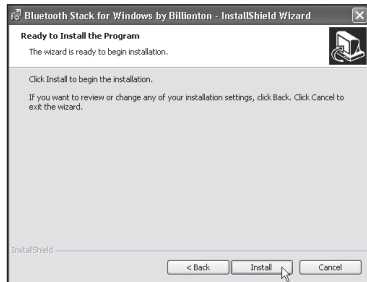 Bluetooth Stack for Windows by Billionton - InstallShield Wizard
Ready to Install the Program
The wizard is ready to begin installation.
Click Install to begin the installation.
If you want to review or change any of your installation settings, click Back. Click Cancel to
exit the wizard.
InstallShield
< Back Install Cancel